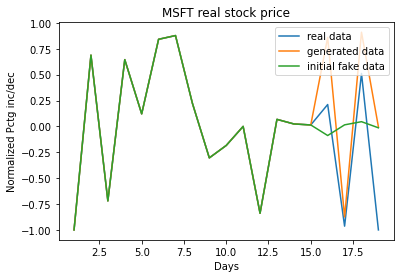 MSFT real stock price
real data
generated data
initial fake data
Normalized Pctg inc/dec
1.00
0.75
0.50
0.25
0.00
−0.25
−0.50
−0.75
−1.00
2.5 5.0 7.5 10.0 12.5 15.0 17.5
Days